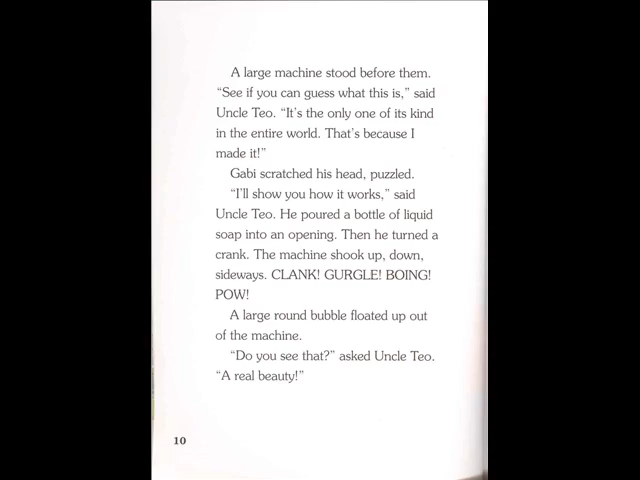 A large machine stood before them.
“See if you can guess what this is,” said
Uncle Teo. “It’s the only one of its kind
in the entire world. That’s because I
made it!”
Gabi scratched his head, puzzled.
“I’ll show you how it works,” said
Uncle Teo. He poured a bottle of liquid
soap into an opening. Then he turned a
crank. The machine shook up, down,
sideways. CLANK! GURGLE! BOING!
POW!
A large round bubble floated up out
of the machine.
“Do you see that?” asked Uncle Teo.
“A real beauty!”
10